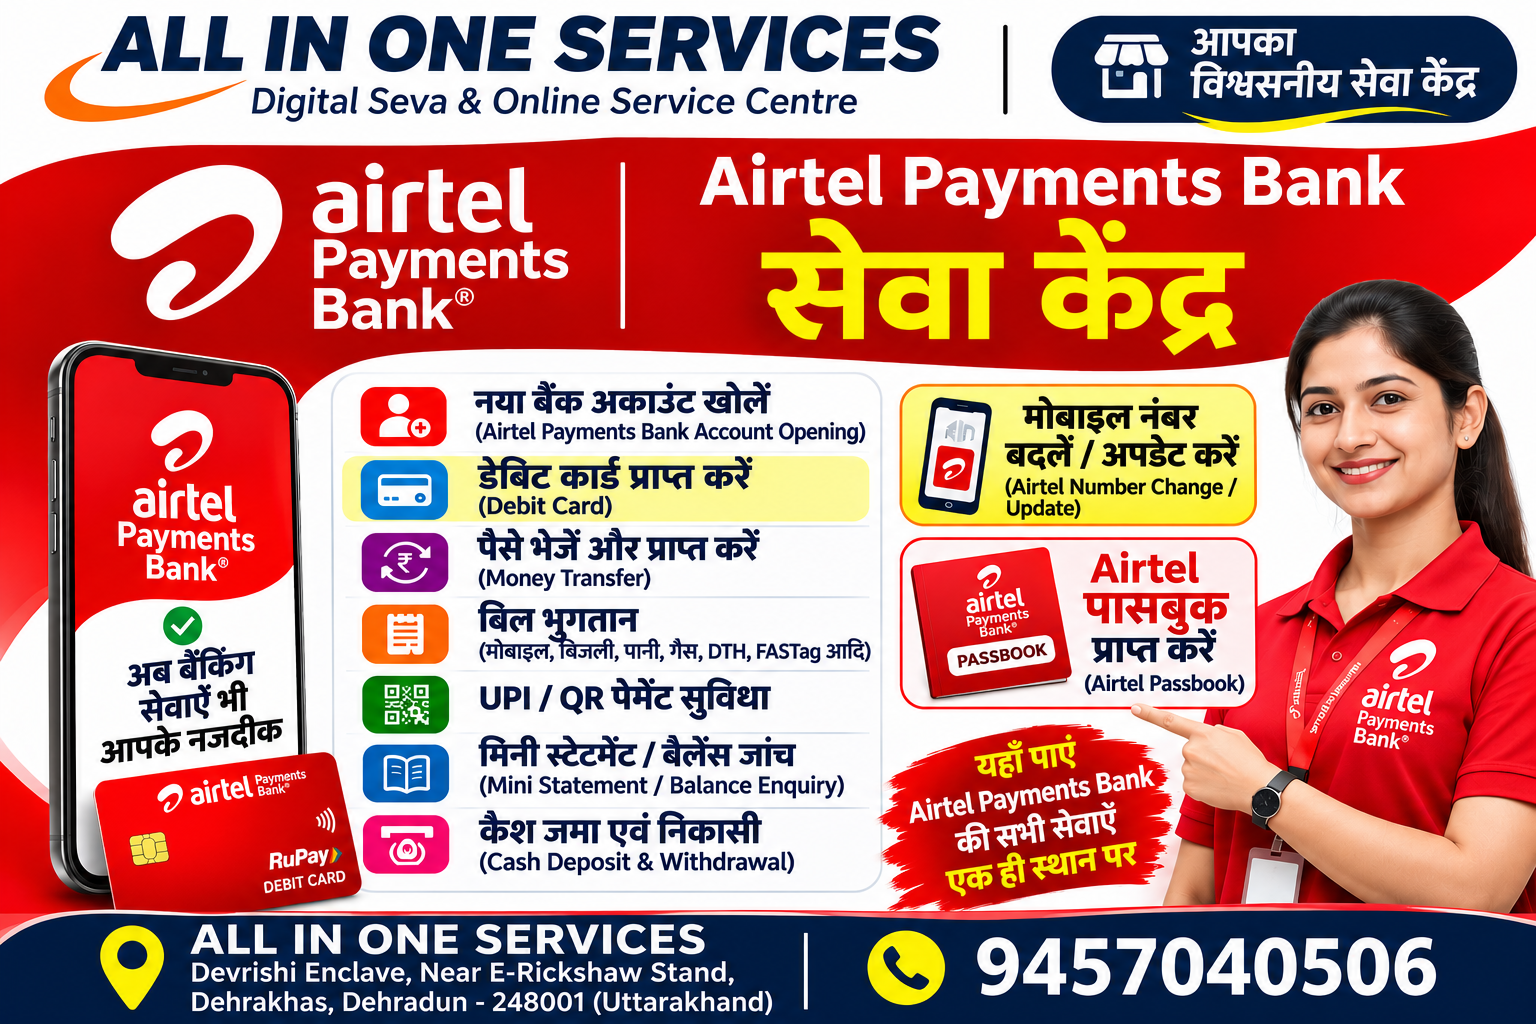 ALL IN ONE SERVICES
Digital Seva & Online Service Centre
आपका
विश्वसनीय सेवा केंद्र
airtel
Payments
Bank®
Airtel Payments Bank
सेवा केंद्र
airtel
Payments
Bank®
अब बैंकिंग
सेवाऐं भी
आपके नजदीक
airtel Payments
Bank®
RuPay
DEBIT CARD
नया बैंक अकाउंट खोलें
(Airtel Payments Bank Account Opening)
डेबिट कार्ड प्राप्त करें
(Debit Card)
पैसे भेजें और प्राप्त करें
(Money Transfer)
बिल भुगतान
(मोबाइल, बिजली, पानी, गैस, DTH, FASTag आदि)
UPI / QR पेमेंट सुविधा
मिनी स्टेटमेंट / बैलेंस जांच
(Mini Statement / Balance Enquiry)
कैश जमा एवं निकासी
(Cash Deposit & Withdrawal)
मोबाइल नंबर
बदलें / अपडेट करें
(Airtel Number Change /
Update)
airtel
Payments
Bank®
PASSBOOK
Airtel
पासबुक
प्राप्त करें
(Airtel Passbook)
यहाँ पाएं
Airtel Payments Bank
की सभी सेवाऐं
एक ही स्थान पर
airtel
Payments
Bank®
ALL IN ONE SERVICES
Devrishi Enclave, Near E-Rickshaw Stand,
Dehrakhas, Dehradun - 248001 (Uttarakhand)
9457040506